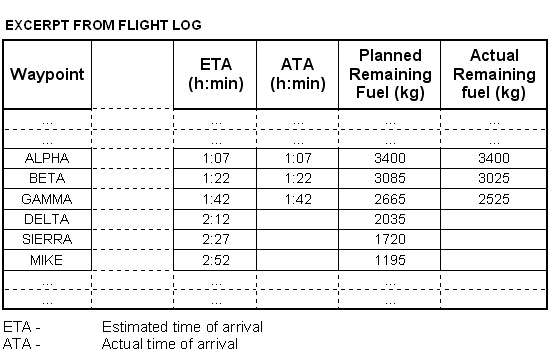 EXCERPT FROM FLIGHT LOG
Waypoint ETA (h:min) ATA (h:min) Planned Remaining Fuel (kg) Actual Remaining fuel (kg)
... ... ... ... ...
... ... ... ... ...
ALPHA 1:07 1:07 3400 3400
BETA 1:22 1:22 3085 3025
GAMMA 1:42 1:42 2665 2525
DELTA 2:12 2035
SIERRA 2:27 1720
MIKE 2:52 1195
... ... ... ... ...
... ... ... ... ...
ETA - Estimated time of arrival
ATA - Actual time of arrival